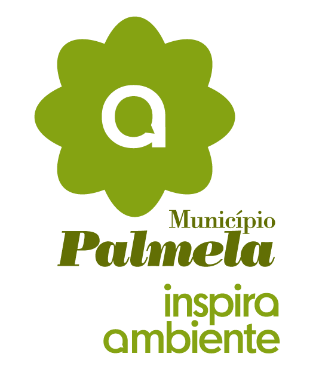 a
Município
Palmela
inspira
ambiente